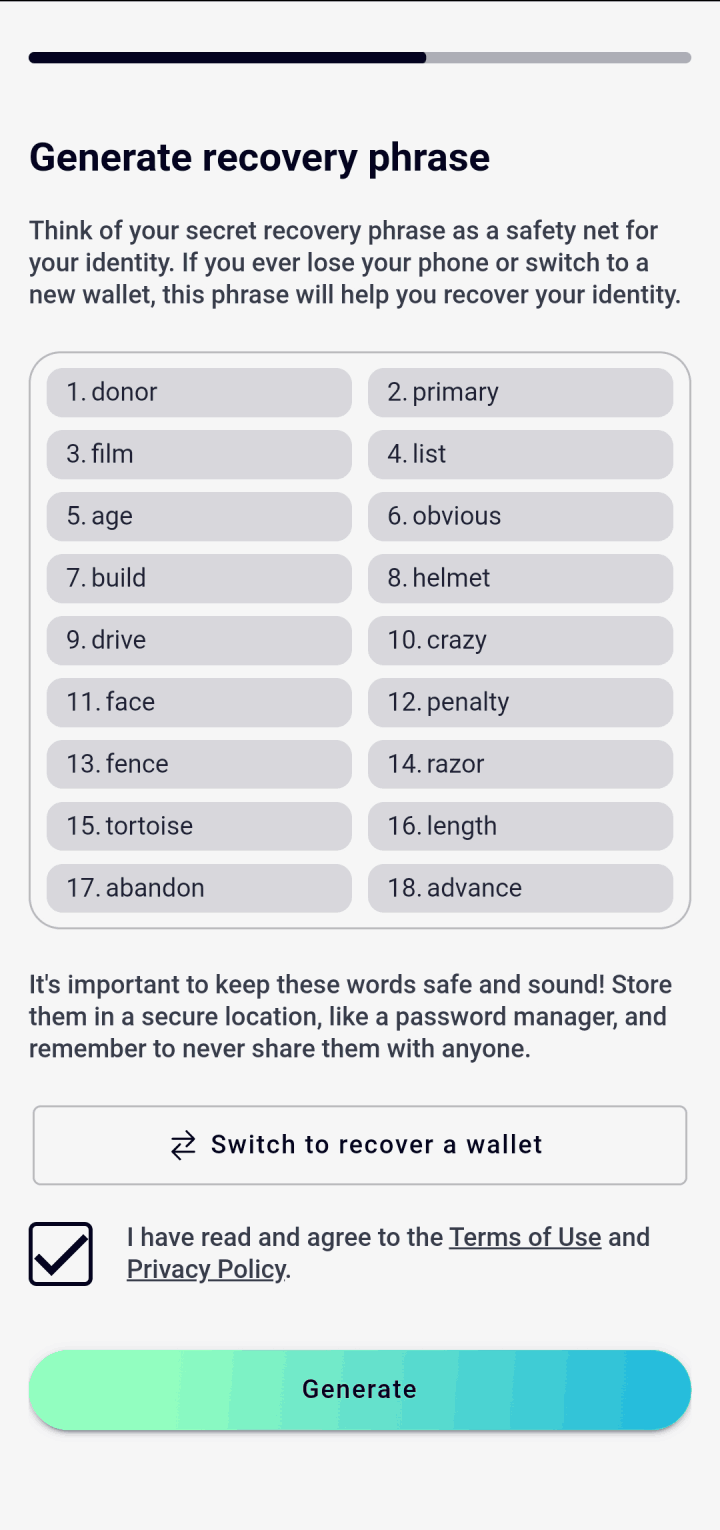 Generate recovery phrase
Think of your secret recovery phrase as a safety net for
your identity. If you ever lose your phone or switch to a
new wallet, this phrase will help you recover your identity.
1. donor
2. primary
3. film
4. list
5. age
6. obvious
7. build
8. helmet
9. drive
10. crazy
11. face
12. penalty
13. fence
14. razor
15. tortoise
16. length
17. abandon
18. advance
It's important to keep these words safe and sound! Store
them in a secure location, like a password manager, and
remember to never share them with anyone.
Switch to recover a wallet
I have read and agree to the Terms of Use and
Privacy Policy.
Generate